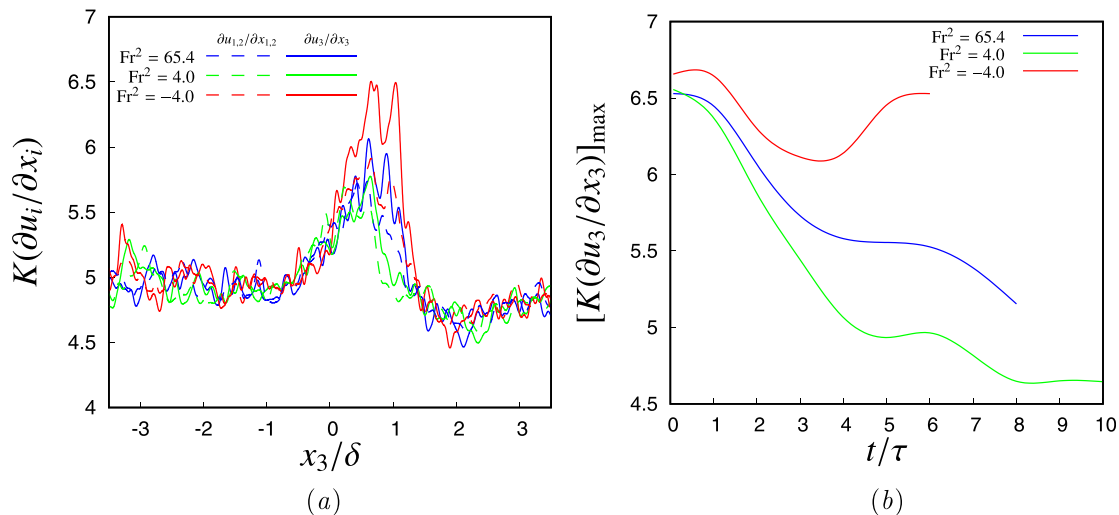 7
6.5
6
5.5
5
4.5
4
K(∂u_i/∂x_i)
∂u_{1,2}/∂x_{1,2} ∂u_3/∂x_3
Fr² = 65.4
Fr² = 4.0
Fr² = −4.0
-3 -2 -1 0 1 2 3
x_3/δ
(a)
7
6.5
6
5.5
5
4.5
[K(∂u_3/∂x_3)]_max
Fr² = 65.4
Fr² = 4.0
Fr² = −4.0
0 1 2 3 4 5 6 7 8 9 10
t/τ
(b)